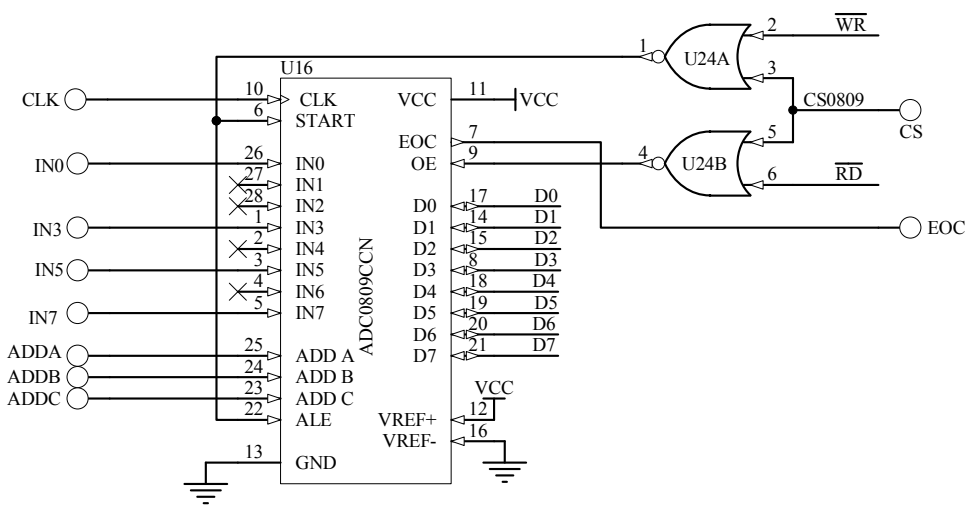 1
U24A
2
WR
U16
3
CLK
10
CLK
VCC
11
VCC
CS0809
6
START
CS
EOC
7
5
IN0
26
IN0
OE
9
4
U24B
27
IN1
6
RD
28
IN2
D0
17
D0
IN3
1
IN3
D1
14
D1
EOC
2
IN4
D2
15
D2
IN5
3
IN5
D3
8
D3
4
IN6
D4
18
D4
IN7
5
IN7
D5
19
D5
ADC0809CCN
D6
20
D6
ADDA
25
ADD A
D7
21
D7
ADDB
24
ADD B
ADDC
23
ADD C
VCC
22
ALE
VREF+
12
VREF-
16
13
GND